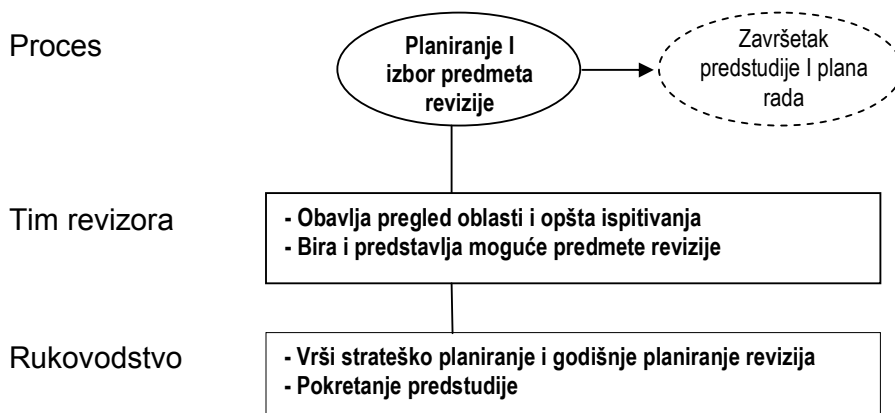 Proces
Planiranje I
izbor predmeta
revizije
Završetak
predstudije I plana
rada
Tim revizora
- Obavlja pregled oblasti i opšta ispitivanja
- Bira i predstavlja moguće predmete revizije
Rukovodstvo
- Vrši strateško planiranje i godišnje planiranje revizija
- Pokretanje predstudije